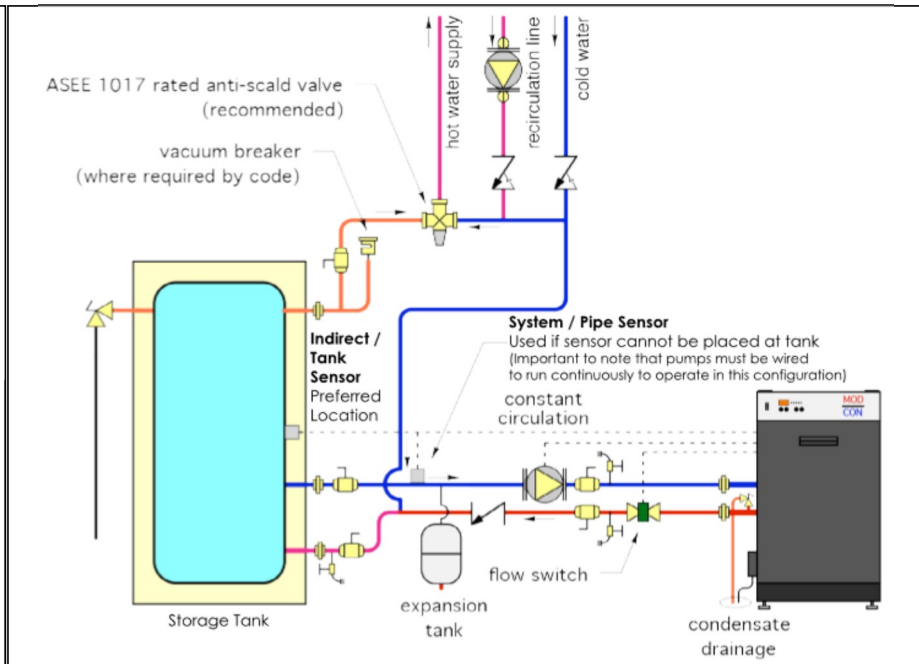 ASEE 1017 rated anti-scald valve
(recommended)
vacuum breaker
(where required by code)
hot water supply
recirculation line
cold water
Indirect /
Tank
Sensor
Preferred
Location
System / Pipe Sensor
Used if sensor cannot be placed at tank
(Important to note that pumps must be wired
to run continuously to operate in this configuration)
constant
circulation
MOD
CON
flow switch
expansion
tank
Storage Tank
condensate
drainage